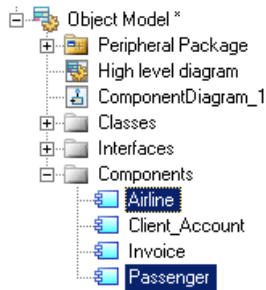 Object Model *
Peripheral Package
High level diagram
ComponentDiagram_1
Classes
Interfaces
Components
Airline
Client_Account
Invoice
Passenger